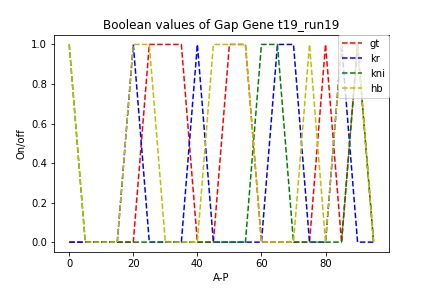 Boolean values of Gap Gene t19_run19
1.0
0.8
0.6
0.4
0.2
0.0
On/off
gt
kr
kni
hb
0 20 40 60 80
A-P